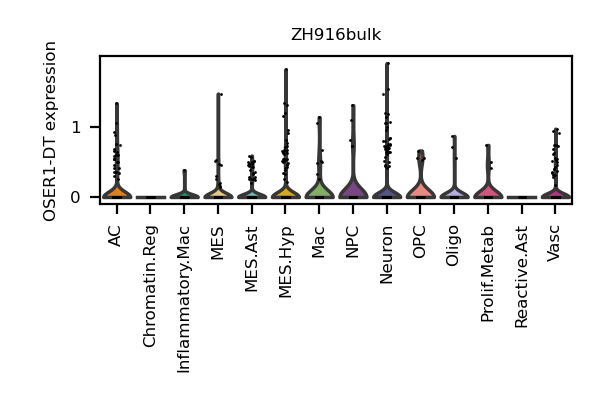 ZH916bulk
OSER1-DT expression
1
0
AC
Chromatin.Reg
Inflammatory.Mac
MES
MES.Ast
MES.Hyp
Mac
NPC
Neuron
OPC
Oligo
Prolif.Metab
Reactive.Ast
Vasc